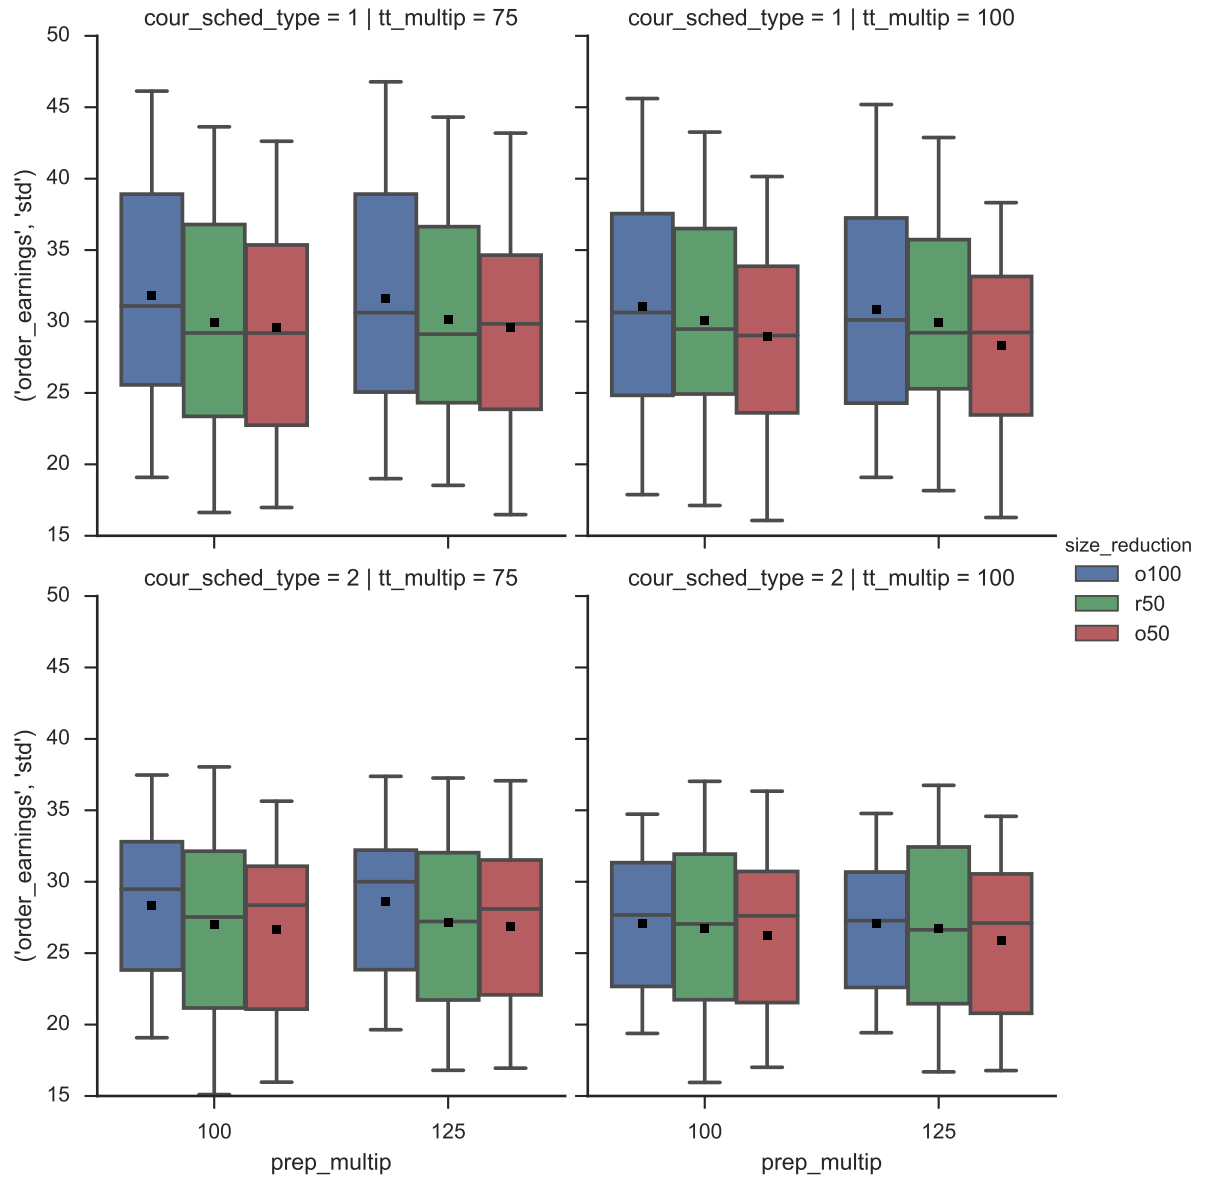 cour_sched_type = 1 | tt_multip = 75
cour_sched_type = 1 | tt_multip = 100
50
45
40
35
30
25
20
15
('order_earnings', 'std')
size_reduction
o100
r50
o50
cour_sched_type = 2 | tt_multip = 75
cour_sched_type = 2 | tt_multip = 100
50
45
40
35
30
25
20
15
('order_earnings', 'std')
100
125
100
125
prep_multip
prep_multip